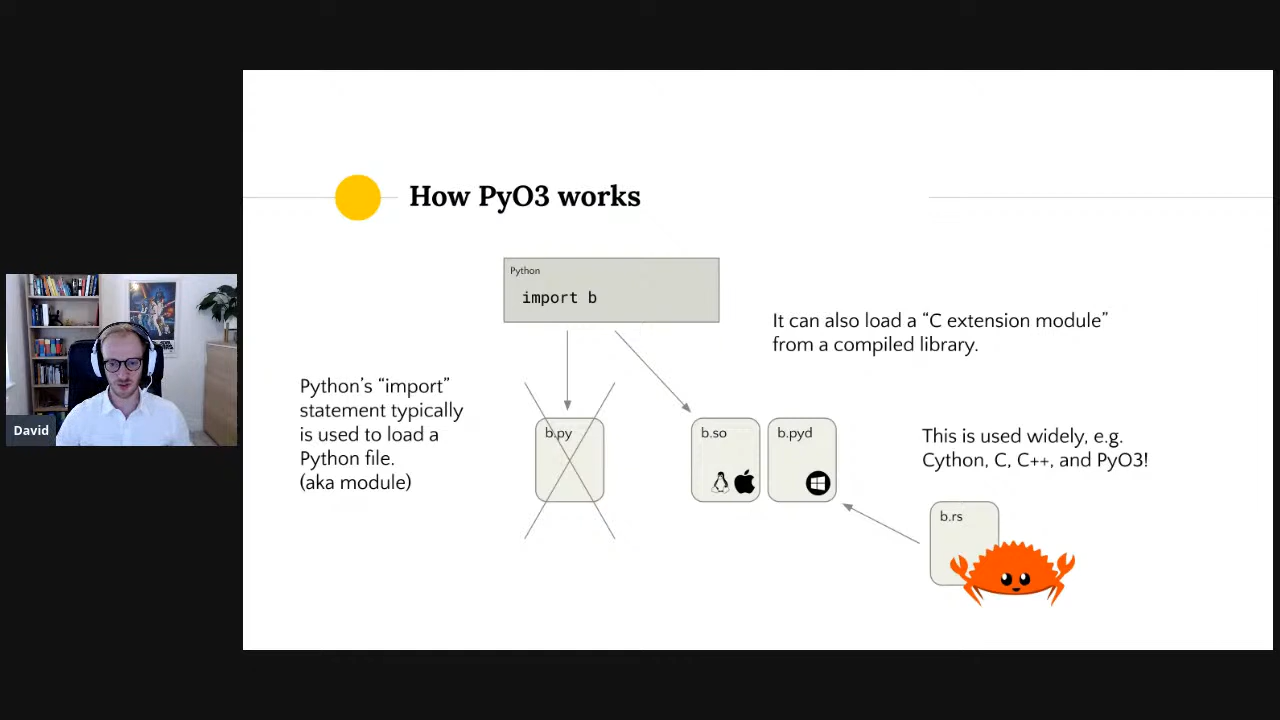 How PyO3 works
Python
import b
It can also load a “C extension module”
from a compiled library.
Python’s “import”
statement typically
is used to load a
Python file.
(aka module)
b.py
b.so
b.pyd
This is used widely, e.g.
Cython, C, C++, and PyO3!
b.rs
David